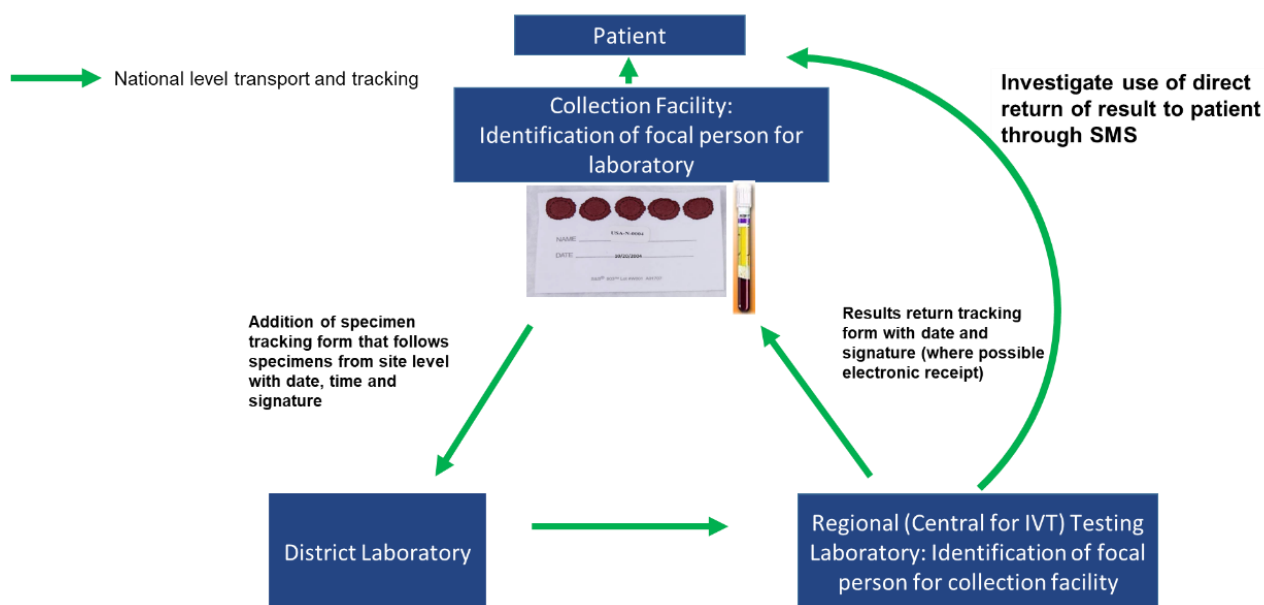 Patient
National level transport and tracking
Collection Facility:
Identification of focal person for
laboratory
Investigate use of direct
return of result to patient
through SMS
NAME
DATE
Addition of specimen
tracking form that follows
specimens from site level
with date, time and
signature
Results return tracking
form with date and
signature (where possible
electronic receipt)
District Laboratory
Regional (Central for IVT) Testing
Laboratory: Identification of focal
person for collection facility